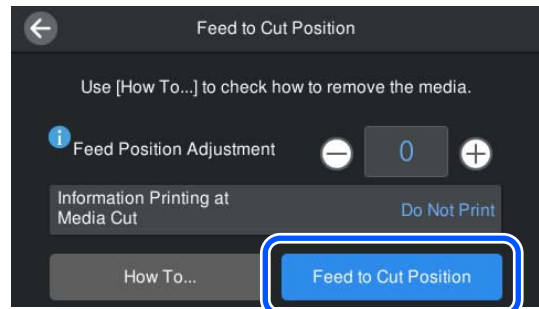 Feed to Cut Position
Use [How To...] to check how to remove the media.
i
Feed Position Adjustment
0
Information Printing at
Media Cut
Do Not Print
How To...
Feed to Cut Position